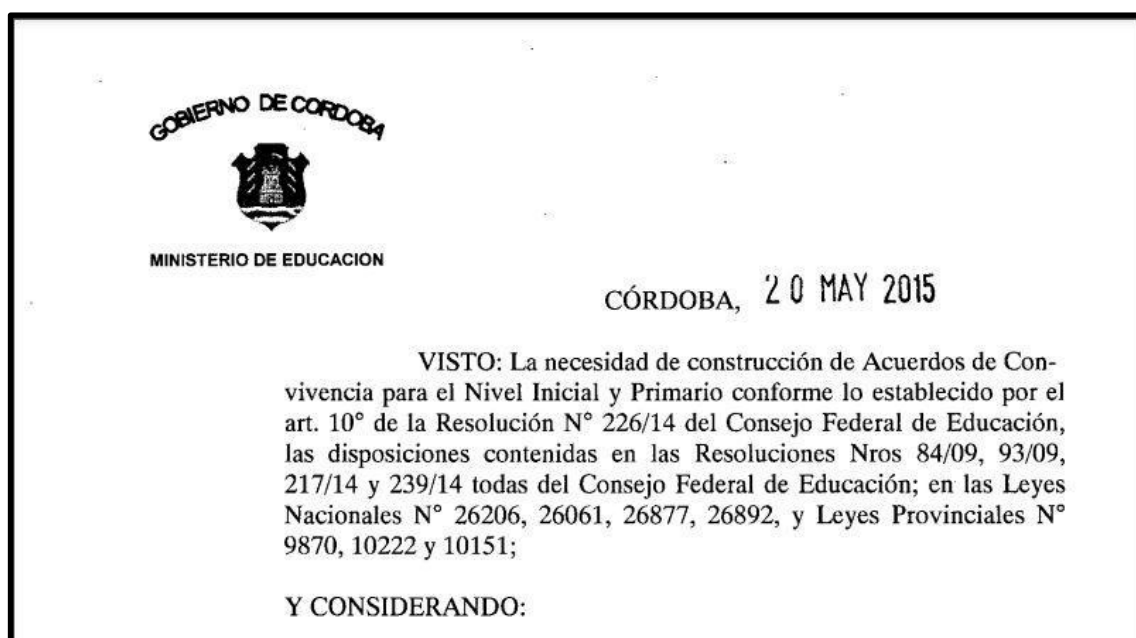 GOBIERNO DE CORDOBA
MINISTERIO DE EDUCACION
CÓRDOBA, 20 MAY 2015
VISTO: La necesidad de construcción de Acuerdos de Con-
vivencia para el Nivel Inicial y Primario conforme lo establecido por el
art. 10° de la Resolución N° 226/14 del Consejo Federal de Educación,
las disposiciones contenidas en las Resoluciones Nros 84/09, 93/09,
217/14 y 239/14 todas del Consejo Federal de Educación; en las Leyes
Nacionales N° 26206, 26061, 26877, 26892, y Leyes Provinciales N°
9870, 10222 y 10151;
Y CONSIDERANDO: